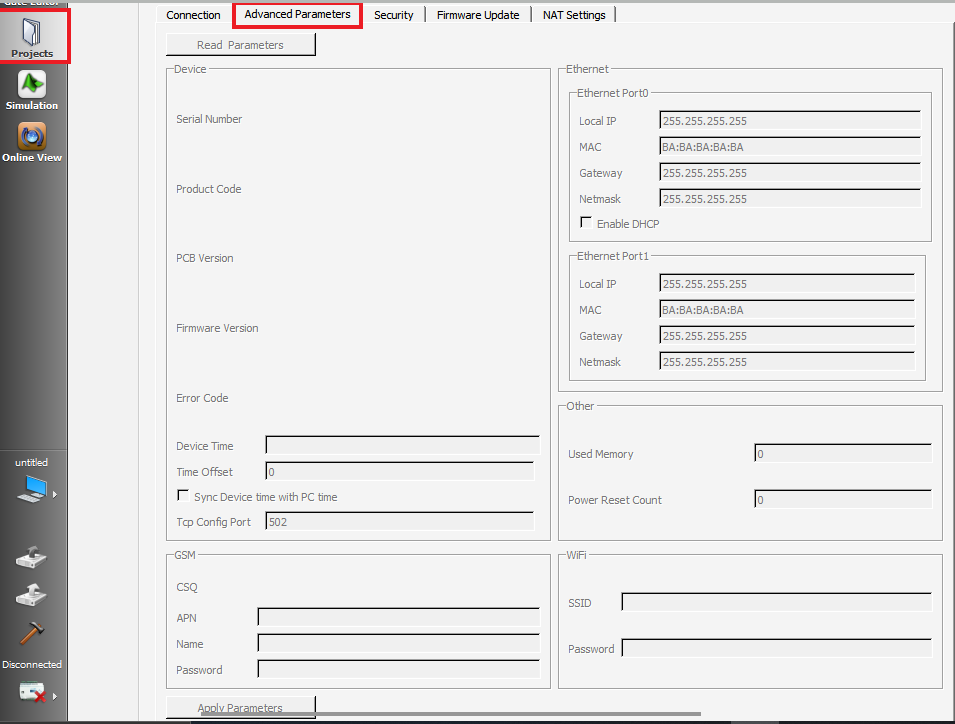 Projects
Simulation
Online View
untitled
Disconnected
Connection
Advanced Parameters
Security
Firmware Update
NAT Settings
Read Parameters
Device
Serial Number
Product Code
PCB Version
Firmware Version
Error Code
Device Time
Time Offset 0
Sync Device time with PC time
Tcp Config Port 502
GSM
CSQ
APN
Name
Password
Apply Parameters
Ethernet
Ethernet Port0
Local IP 255.255.255.255
MAC BA:BA:BA:BA:BA
Gateway 255.255.255.255
Netmask 255.255.255.255
Enable DHCP
Ethernet Port1
Local IP 255.255.255.255
MAC BA:BA:BA:BA:BA
Gateway 255.255.255.255
Netmask 255.255.255.255
Other
Used Memory 0
Power Reset Count 0
WiFi
SSID
Password